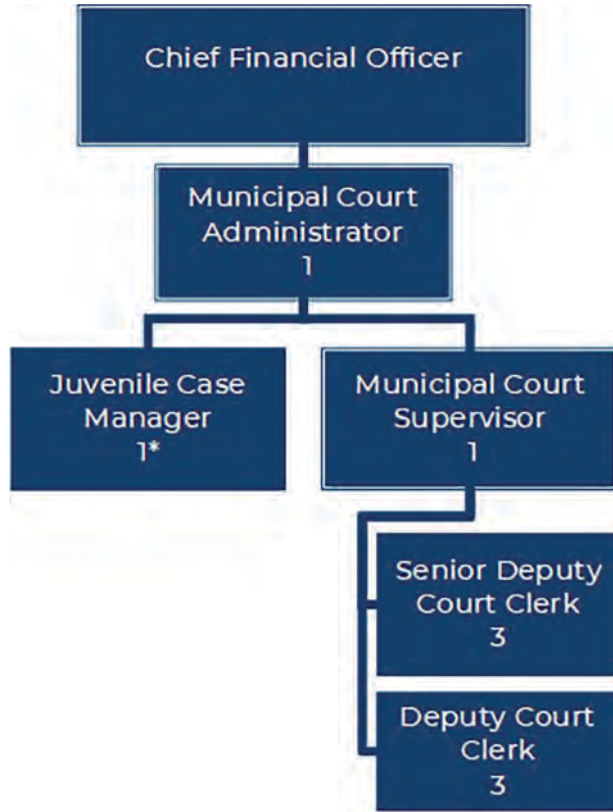 Chief Financial Officer
Municipal Court
Administrator
1
Juvenile Case
Manager
1*
Municipal Court
Supervisor
1
Senior Deputy
Court Clerk
3
Deputy Court
Clerk
3